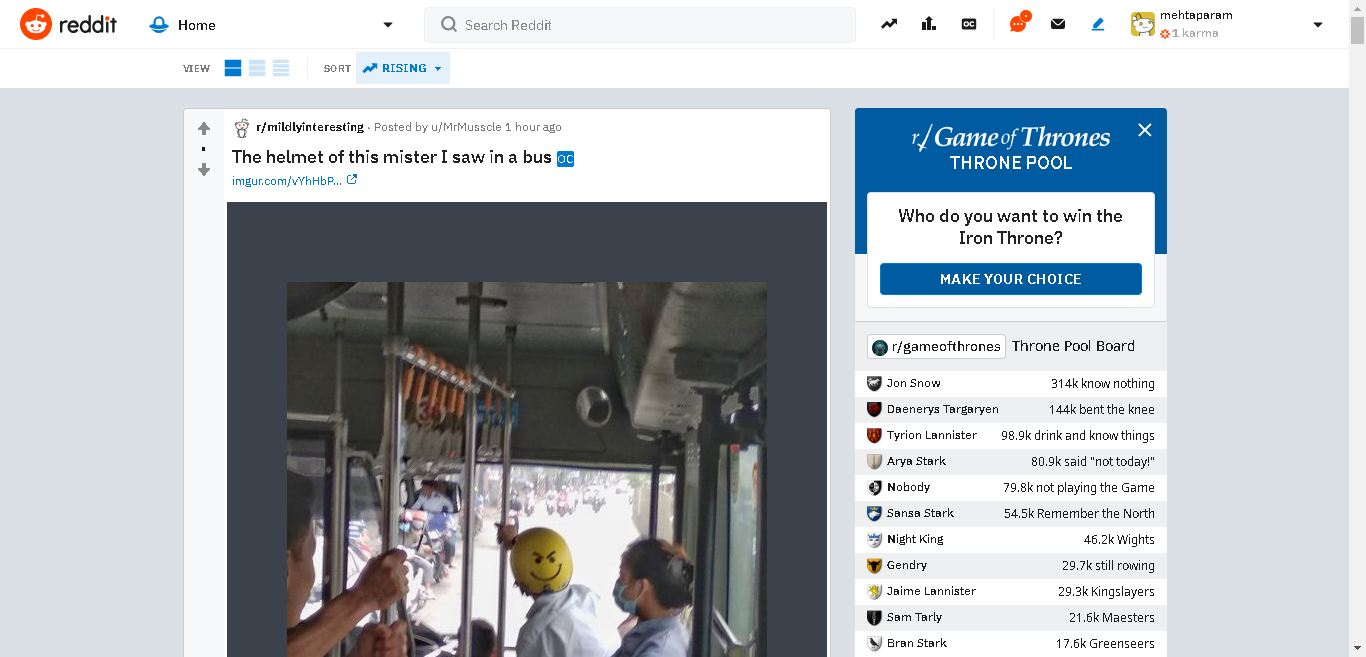 reddit
Home
Search Reddit
mehtaparam
1 karma
VIEW
SORT
RISING
r/mildlyinteresting · Posted by u/MrMusscle 1 hour ago
The helmet of this mister I saw in a bus OC
imgur.com/vYhHbP...
r/Game of Thrones
THRONE POOL
Who do you want to win the
Iron Throne?
MAKE YOUR CHOICE
r/gameofthrones Throne Pool Board
Jon Snow 314k know nothing
Daenerys Targaryen 144k bent the knee
Tyrion Lannister 98.9k drink and know things
Arya Stark 80.9k said "not today!"
Nobody 79.8k not playing the Game
Sansa Stark 54.5k Remember the North
Night King 46.2k Wights
Gendry 29.7k still rowing
Jaime Lannister 29.3k Kingslayers
Sam Tarly 21.6k Maesters
Bran Stark 17.6k Greenseers